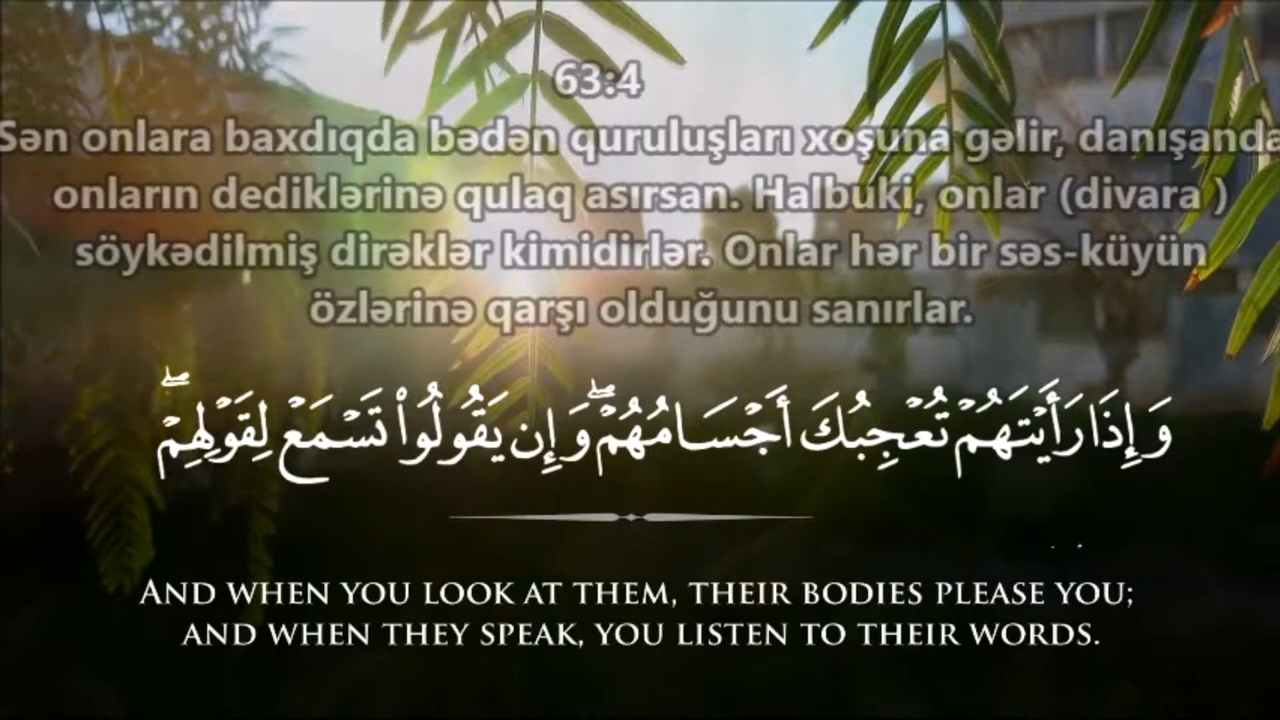 63:4
Sən onlara baxdıqda bədən quruluşları xoşuna gəlir, danışanda
onların dediklərinə qulaq asırsan. Halbuki, onlar (divara )
söykədilmiş dirəklər kimidirlər. Onlar hər bir səs-küyün
özlərinə qarşı olduğunu sanırlar.
وَإِذَا رَأَيْتَهُمْ تُعْجِبُكَ أَجْسَامُهُمْ ۖ وَإِن يَقُولُوا۟ تَسْمَعْ لِقَوْلِهِمْ ۖ
AND WHEN YOU LOOK AT THEM, THEIR BODIES PLEASE YOU;
AND WHEN THEY SPEAK, YOU LISTEN TO THEIR WORDS.